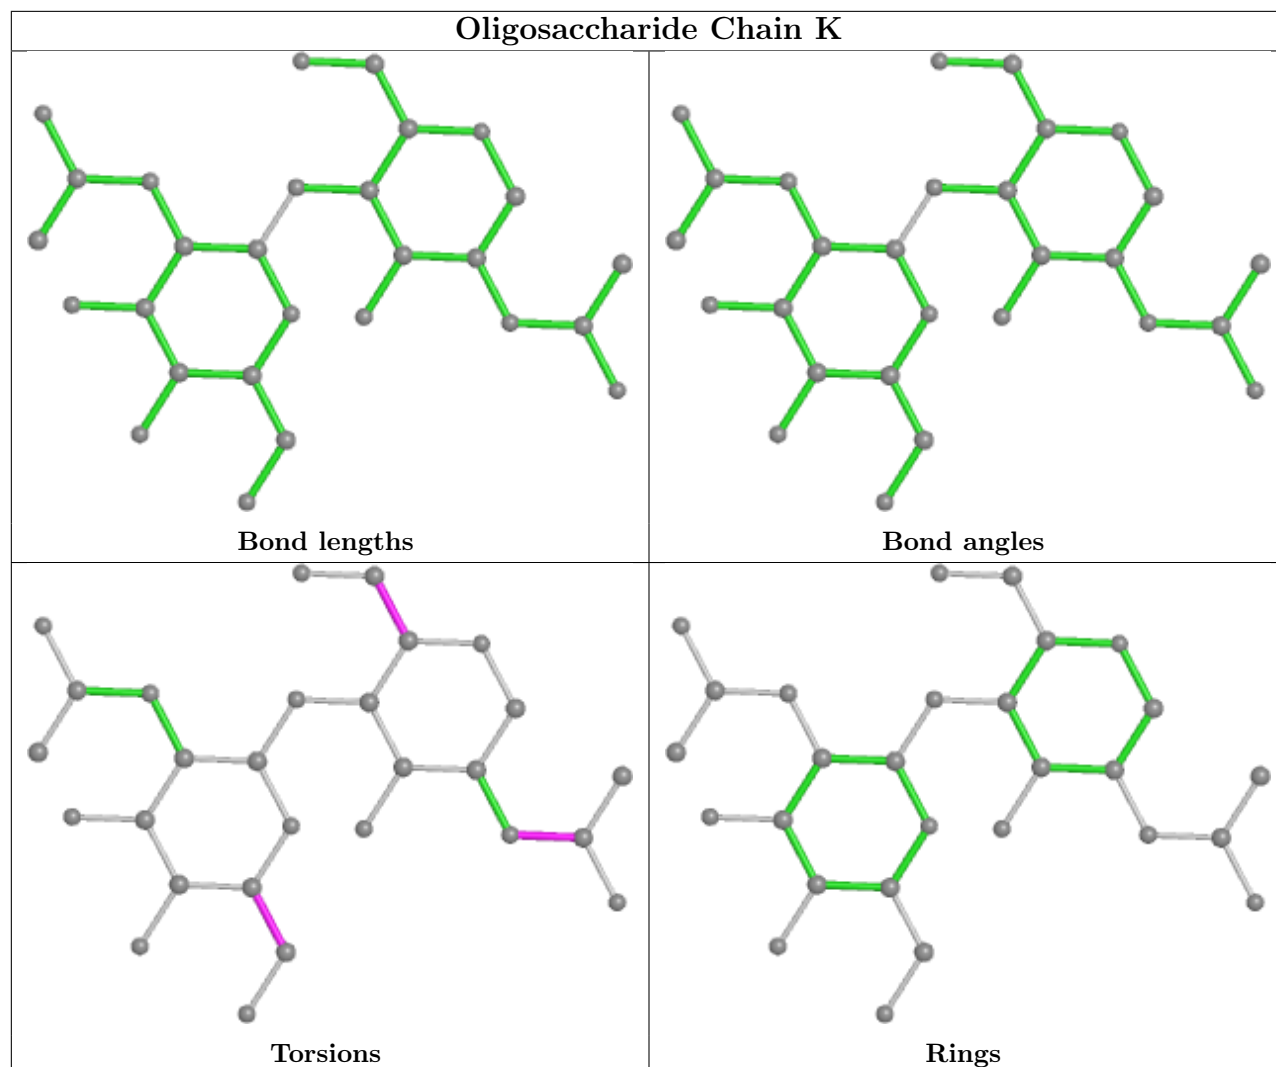 Oligosaccharide Chain K
Bond lengths
Bond angles
Torsions
Rings